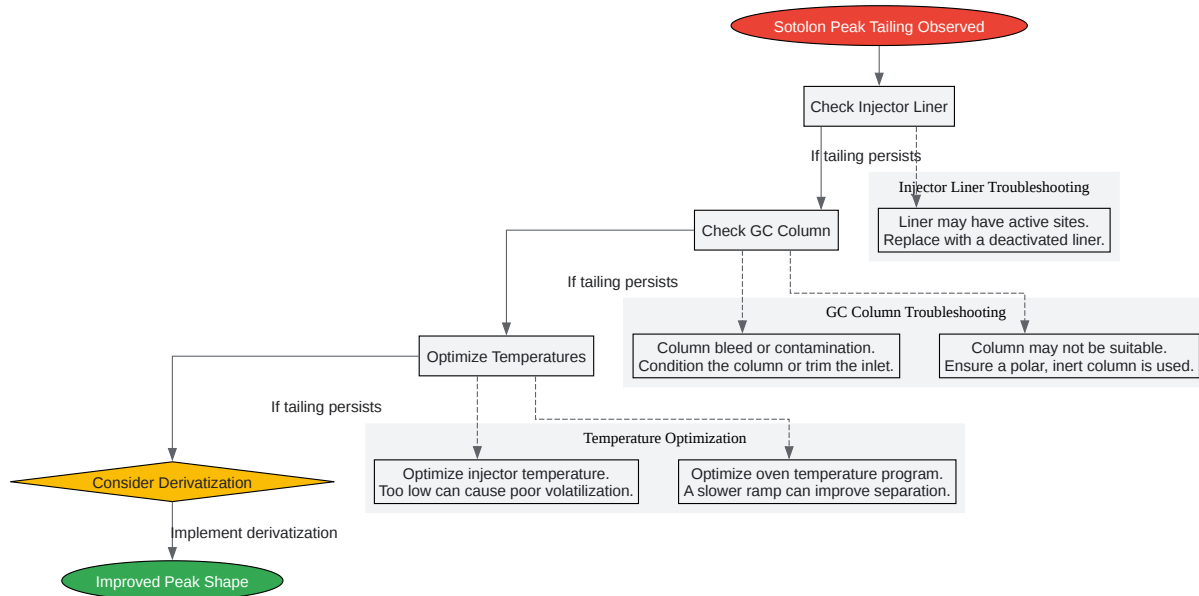 Sotolon Peak Tailing Observed
Check Injector Liner
If tailing persists
Injector Liner Troubleshooting
Liner may have active sites.
Replace with a deactivated liner.
Check GC Column
If tailing persists
GC Column Troubleshooting
Column bleed or contamination.
Condition the column or trim the inlet.
Column may not be suitable.
Ensure a polar, inert column is used.
Optimize Temperatures
If tailing persists
Temperature Optimization
Optimize injector temperature.
Too low can cause poor volatilization.
Optimize oven temperature program.
A slower ramp can improve separation.
Consider Derivatization
Implement derivatization
Improved Peak Shape